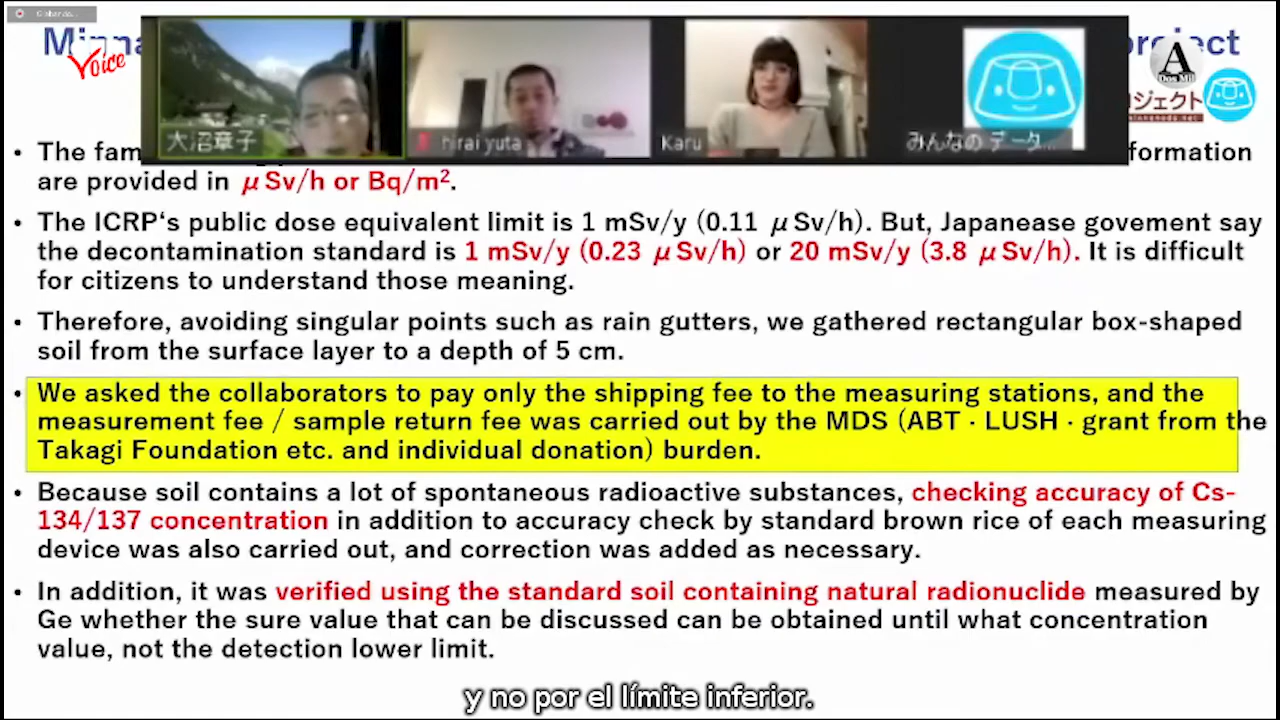 Minna
Voice
project
A
Dos Mil
大沼章子
hirai yuta
Karu
みんなのデータ...
ロジェクト
minnanods.net
• The fam
formation
are provided in μSv/h or Bq/m².
• The ICRP‘s public dose equivalent limit is 1 mSv/y (0.11 μSv/h). But, Japanease govement say
the decontamination standard is 1 mSv/y (0.23 μSv/h) or 20 mSv/y (3.8 μSv/h). It is difficult
for citizens to understand those meaning.
• Therefore, avoiding singular points such as rain gutters, we gathered rectangular box-shaped
soil from the surface layer to a depth of 5 cm.
• We asked the collaborators to pay only the shipping fee to the measuring stations, and the
measurement fee / sample return fee was carried out by the MDS (ABT · LUSH · grant from the
Takagi Foundation etc. and individual donation) burden.
• Because soil contains a lot of spontaneous radioactive substances, checking accuracy of Cs-
134/137 concentration in addition to accuracy check by standard brown rice of each measuring
device was also carried out, and correction was added as necessary.
• In addition, it was verified using the standard soil containing natural radionuclide measured by
Ge whether the sure value that can be discussed can be obtained until what concentration
value, not the detection lower limit.
y no por el límite inferior.